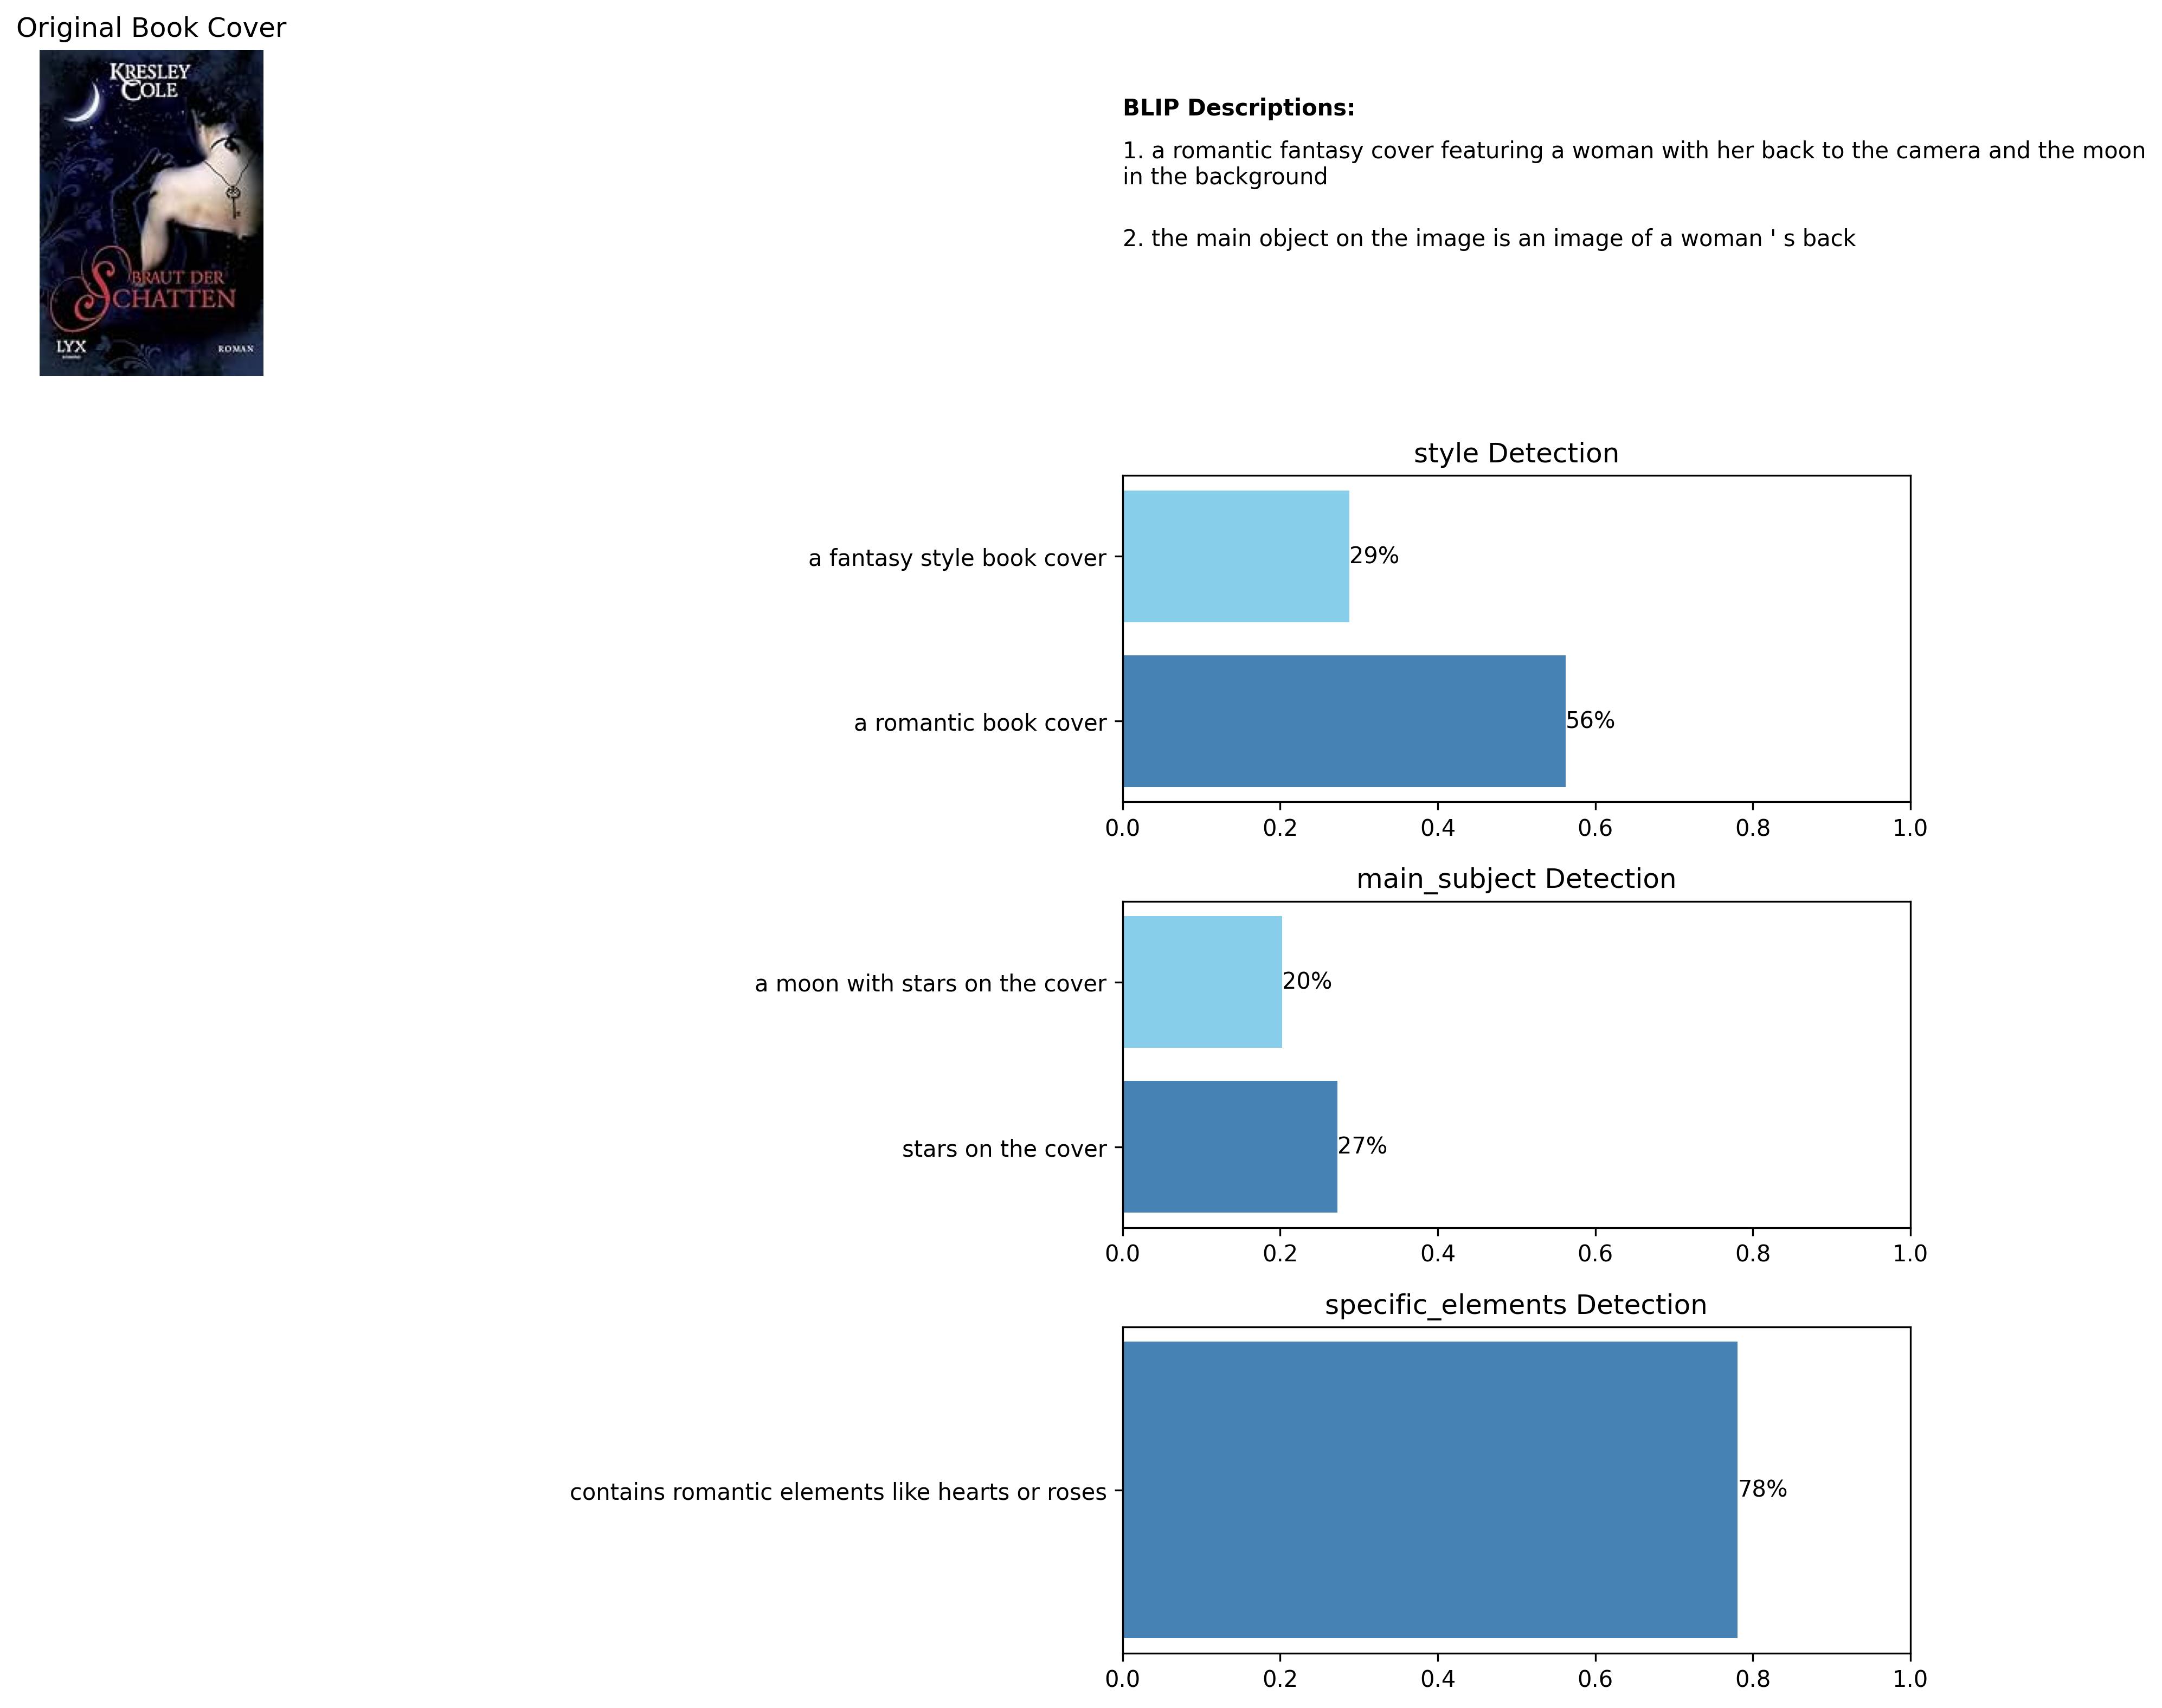 Original Book Cover
KRESLEY
COLE
BRAUT DER
SCHATTEN
LYX
ROMAN
BLIP Descriptions:
1. a romantic fantasy cover featuring a woman with her back to the camera and the moon
in the background
2. the main object on the image is an image of a woman ' s back
style Detection
a fantasy style book cover
29%
a romantic book cover
56%
0.0 0.2 0.4 0.6 0.8 1.0
main_subject Detection
a moon with stars on the cover
20%
stars on the cover
27%
0.0 0.2 0.4 0.6 0.8 1.0
specific_elements Detection
contains romantic elements like hearts or roses
78%
0.0 0.2 0.4 0.6 0.8 1.0